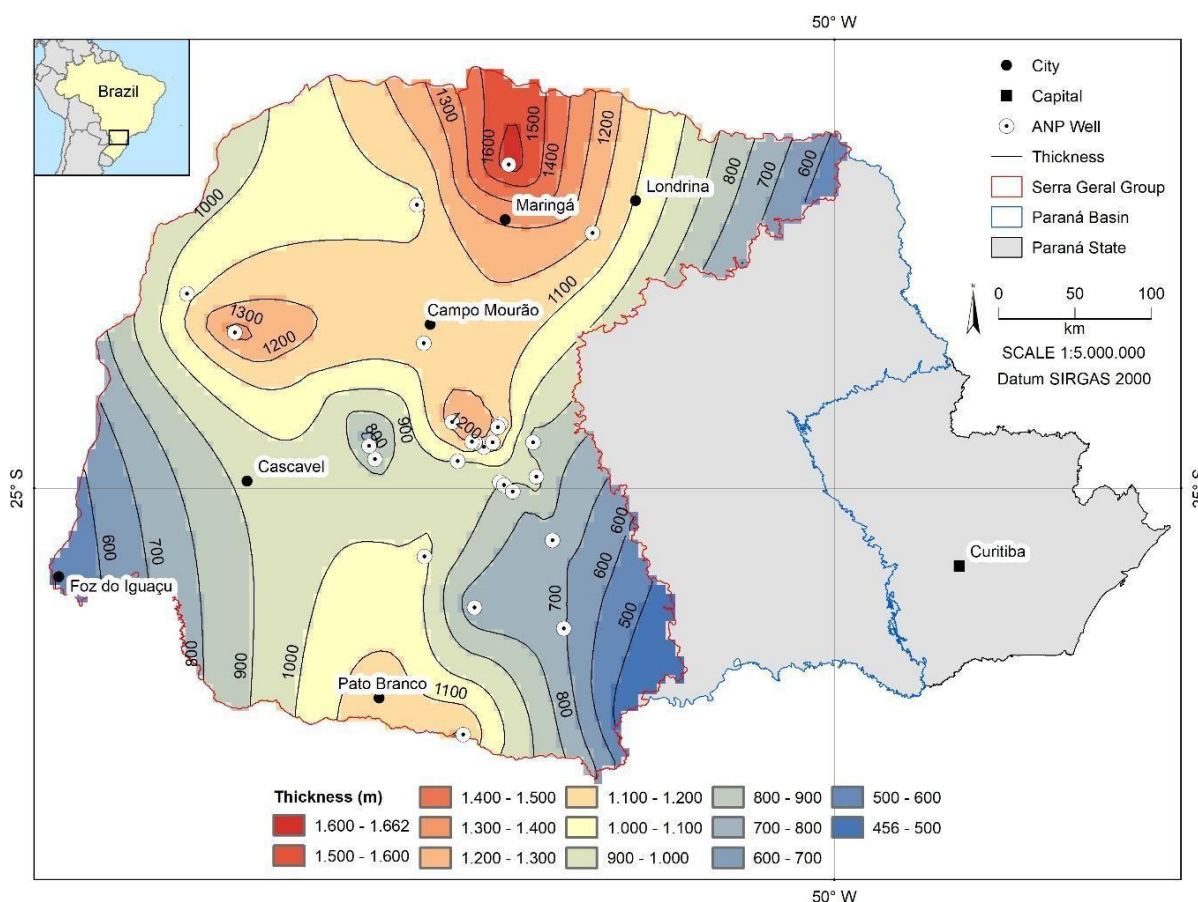 50° W
Brazil
City
Capital
ANP Well
Thickness
Serra Geral Group
Paraná Basin
Paraná State
0 50 100
km
SCALE 1:5.000.000
Datum SIRGAS 2000
N
1300
1600
1500
1400
1200
1000
Londrina
800
700
600
Maringá
1100
Campo Mourão
1300
1200
1200
900
800
Cascavel
25° S
25° S
600
700
600
600
Foz do Iguaçu
Curitiba
700
500
800
900
1000
Pato Branco
1100
800
Thickness (m)
1.600 - 1.662
1.500 - 1.600
1.400 - 1.500
1.300 - 1.400
1.200 - 1.300
1.100 - 1.200
1.000 - 1.100
900 - 1.000
800 - 900
700 - 800
600 - 700
500 - 600
456 - 500
50° W